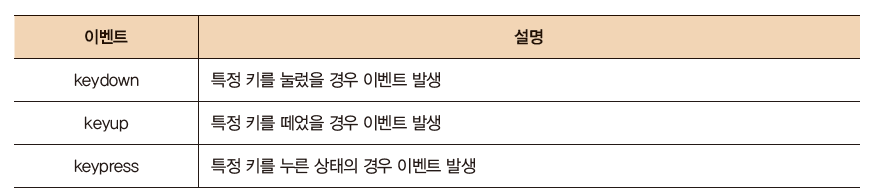 이벤트 설명
keydown 특정 키를 눌렀을 경우 이벤트 발생
keyup 특정 키를 떼었을 경우 이벤트 발생
keypress 특정 키를 누른 상태의 경우 이벤트 발생